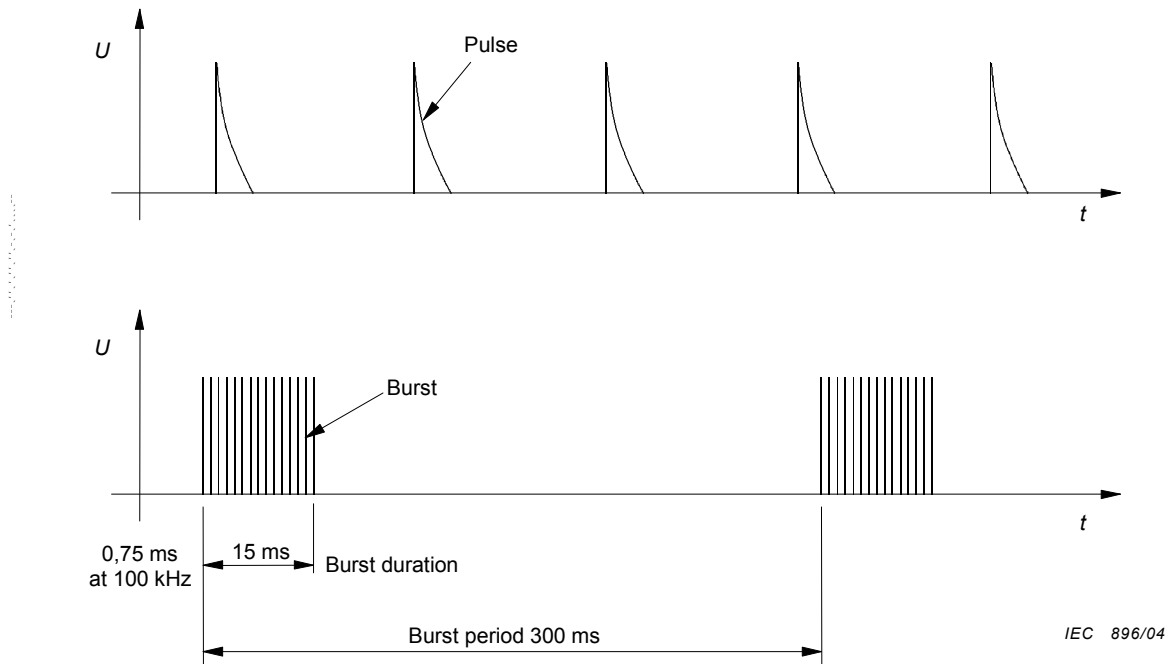 U
Pulse
t
U
Burst
t
0,75 ms
at 100 kHz
15 ms
Burst duration
Burst period 300 ms
IEC 896/04